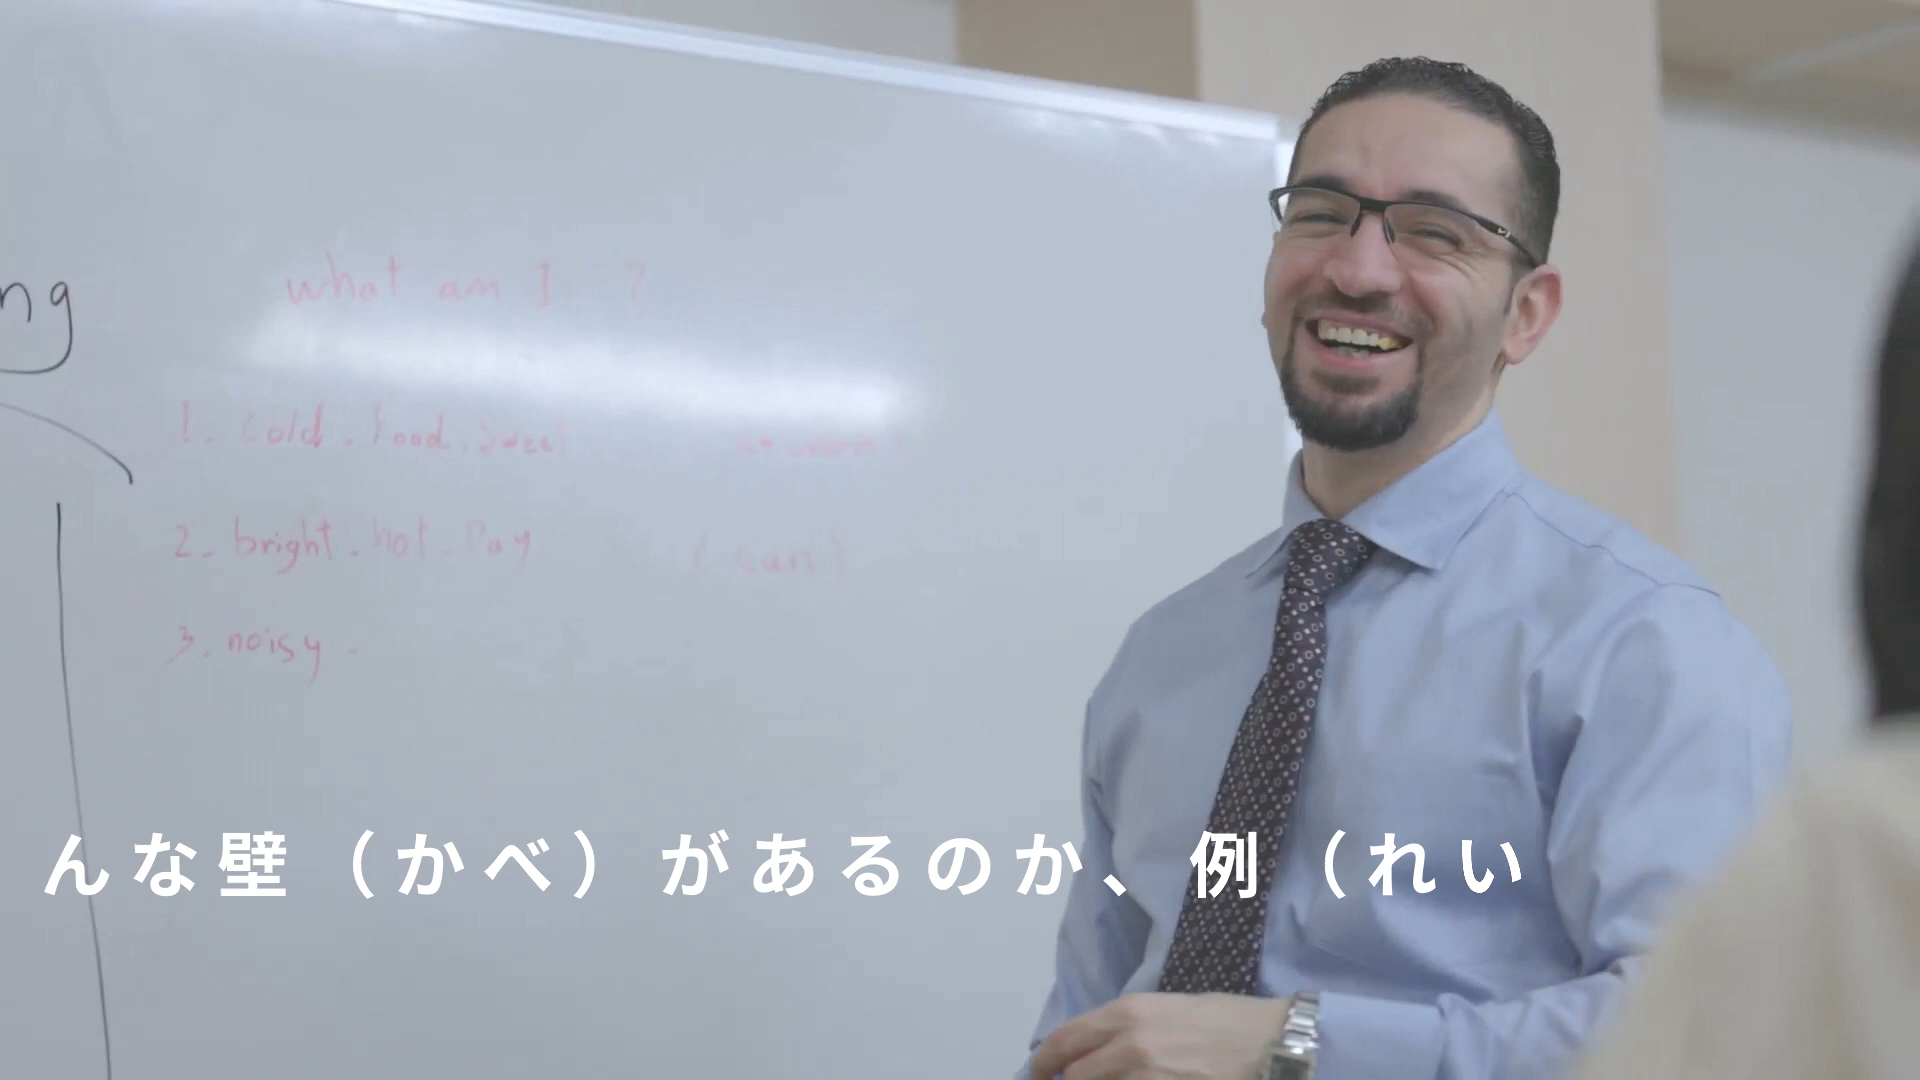 ng
what am I ?
1. cold. food. sweet
2. bright. hot. Day (sun)
3. noisy.
んな壁（かべ）があるのか、例（れい